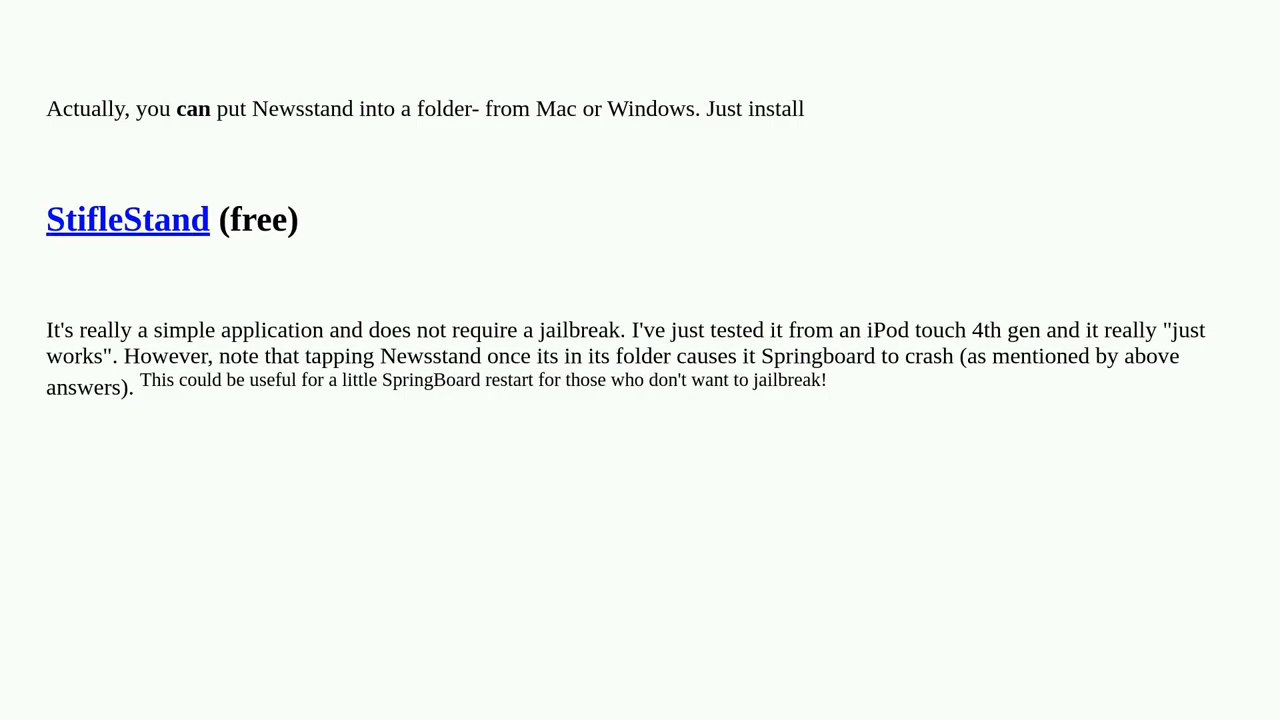 Actually, you can put Newsstand into a folder- from Mac or Windows. Just install
StifleStand (free)
It's really a simple application and does not require a jailbreak. I've just tested it from an iPod touch 4th gen and it really "just
works". However, note that tapping Newsstand once its in its folder causes it Springboard to crash (as mentioned by above
answers). This could be useful for a little SpringBoard restart for those who don't want to jailbreak!